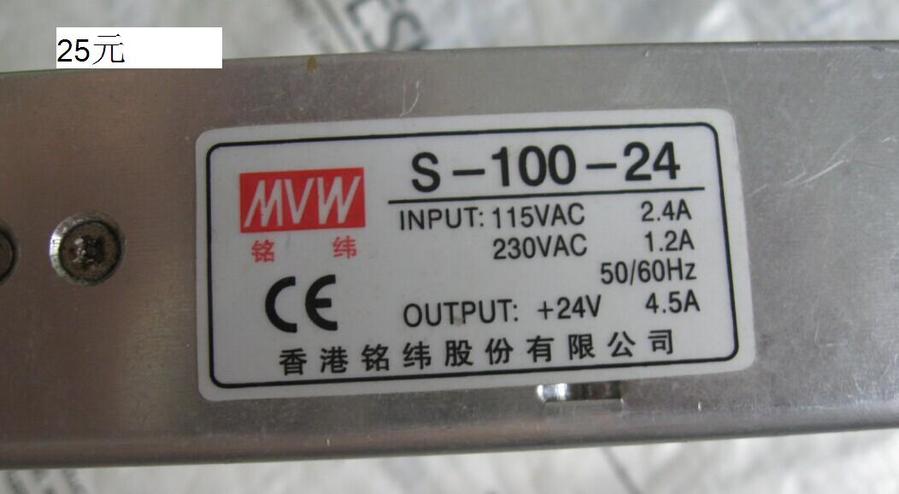 25元
S-100-24
MVW
铭 纬
INPUT: 115VAC 2.4A
230VAC 1.2A
50/60Hz
CE
OUTPUT: +24V 4.5A
香港铭纬股份有限公司